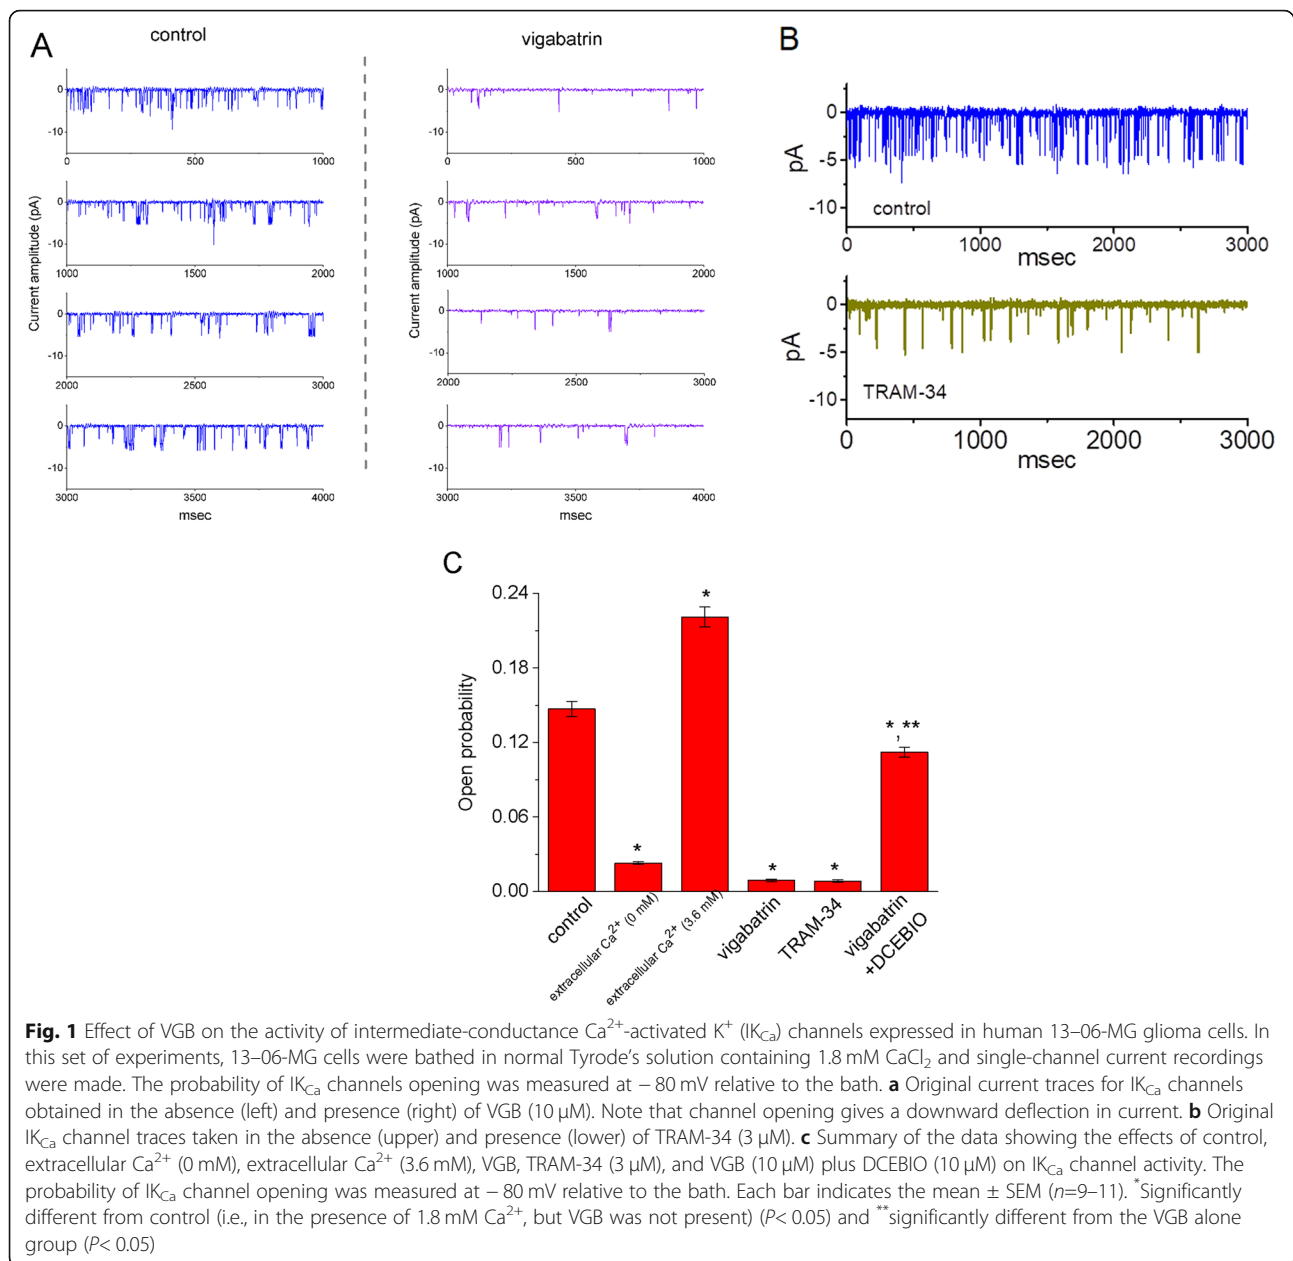 A
control
vigabatrin
Current amplitude (pA)
0
-10
0 500 1000
0
-10
1000 1500 2000
0
-10
2000 2500 3000
0
-10
3000 3500 4000
msec
Current amplitude (pA)
0
-10
0 500 1000
0
-10
1000 1500 2000
0
-10
2000 2500 3000
0
-10
3000 3500 4000
msec
B
pA
0
-5
-10
control
0 1000 2000 3000
msec
pA
0
-5
-10
TRAM-34
0 1000 2000 3000
msec
C
Open probability
0.24
0.18
0.12
0.06
0.00
*
*
*
*
*,**
control
extracellular Ca²⁺ (0 mM)
extracellular Ca²⁺ (3.6 mM)
vigabatrin
TRAM-34
vigabatrin
+DCEBIO
Fig. 1 Effect of VGB on the activity of intermediate-conductance Ca²⁺-activated K⁺ (IK_Ca) channels expressed in human 13–06-MG glioma cells. In
this set of experiments, 13–06-MG cells were bathed in normal Tyrode's solution containing 1.8 mM CaCl₂ and single-channel current recordings
were made. The probability of IK_Ca channels opening was measured at − 80 mV relative to the bath. a Original current traces for IK_Ca channels
obtained in the absence (left) and presence (right) of VGB (10 μM). Note that channel opening gives a downward deflection in current. b Original
IK_Ca channel traces taken in the absence (upper) and presence (lower) of TRAM-34 (3 μM). c Summary of the data showing the effects of control,
extracellular Ca²⁺ (0 mM), extracellular Ca²⁺ (3.6 mM), VGB, TRAM-34 (3 μM), and VGB (10 μM) plus DCEBIO (10 μM) on IK_Ca channel activity. The
probability of IK_Ca channel opening was measured at − 80 mV relative to the bath. Each bar indicates the mean ± SEM (n=9–11). *Significantly
different from control (i.e., in the presence of 1.8 mM Ca²⁺, but VGB was not present) (P< 0.05) and **significantly different from the VGB alone
group (P< 0.05)